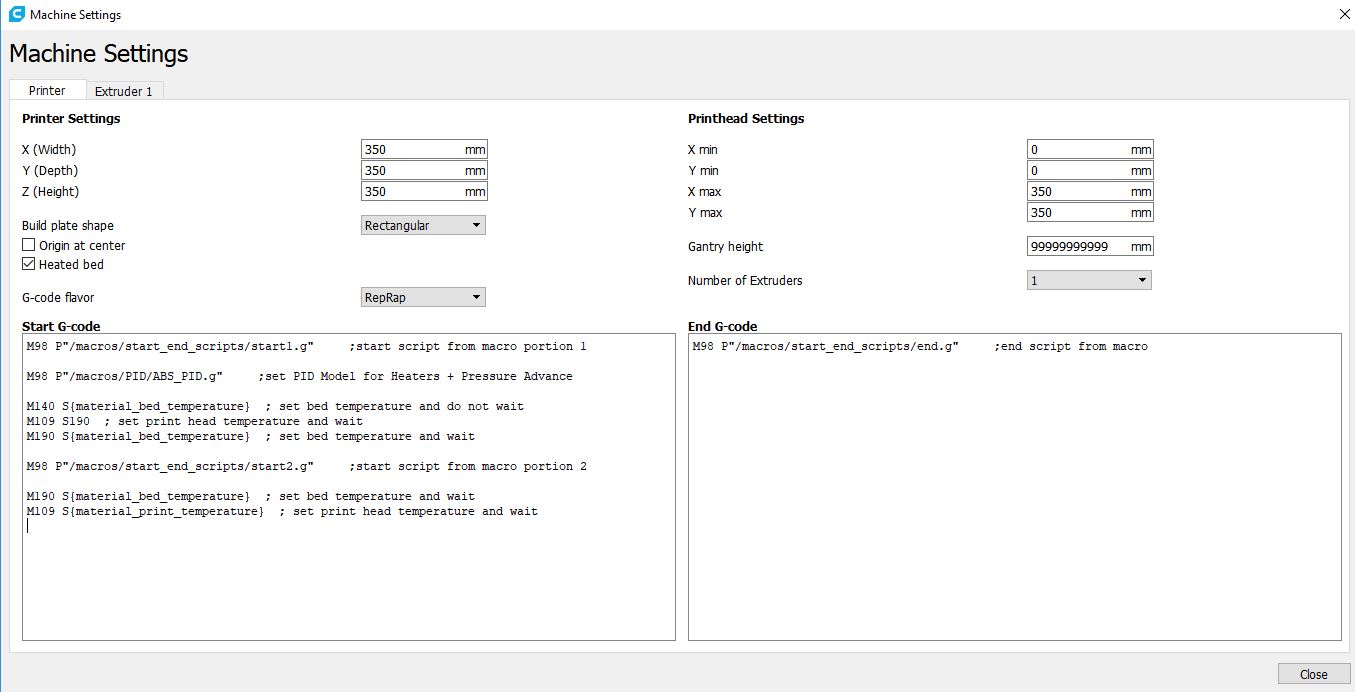 Machine Settings
Machine Settings
Printer Extruder 1
Printer Settings
X (Width) 350 mm
Y (Depth) 350 mm
Z (Height) 350 mm
Build plate shape Rectangular
Origin at center
Heated bed
G-code flavor RepRap
Printhead Settings
X min 0 mm
Y min 0 mm
X max 350 mm
Y max 350 mm
Gantry height 99999999999 mm
Number of Extruders 1
Start G-code
M98 P"/macros/start_end_scripts/start1.g" ;start script from macro portion 1
M98 P"/macros/PID/ABS_PID.g" ;set PID Model for Heaters + Pressure Advance
M140 S{material_bed_temperature} ; set bed temperature and do not wait
M109 S190 ; set print head temperature and wait
M190 S{material_bed_temperature} ; set bed temperature and wait
M98 P"/macros/start_end_scripts/start2.g" ;start script from macro portion 2
M190 S{material_bed_temperature} ; set bed temperature and wait
M109 S{material_print_temperature} ; set print head temperature and wait
End G-code
M98 P"/macros/start_end_scripts/end.g" ;end script from macro
Close